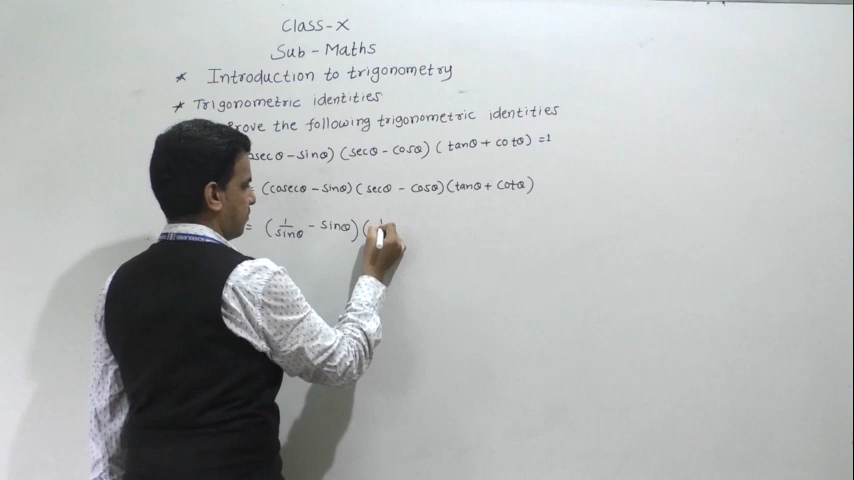 Class-X
Sub - Maths
* Introduction to trigonometry
* Trigonometric identities
Prove the following trigonometric identities
cosecθ - sinθ) (secθ - cosθ) ( tanθ + cotθ) =1
= (cosecθ - sinθ) (secθ - cosθ) (tanθ + cotθ)
= (1/sinθ - sinθ) (1